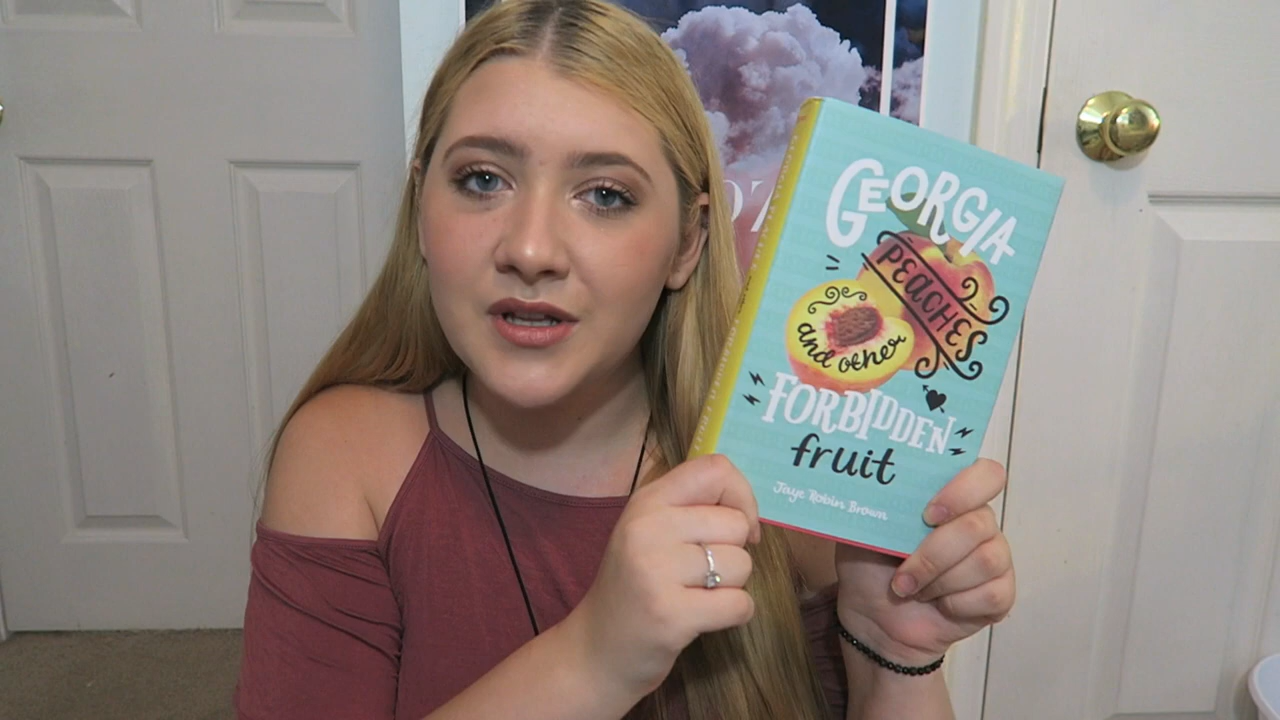 GEORGIA
PEACHES
and other
FORBIDDEN
fruit
Jaye Robin Brown